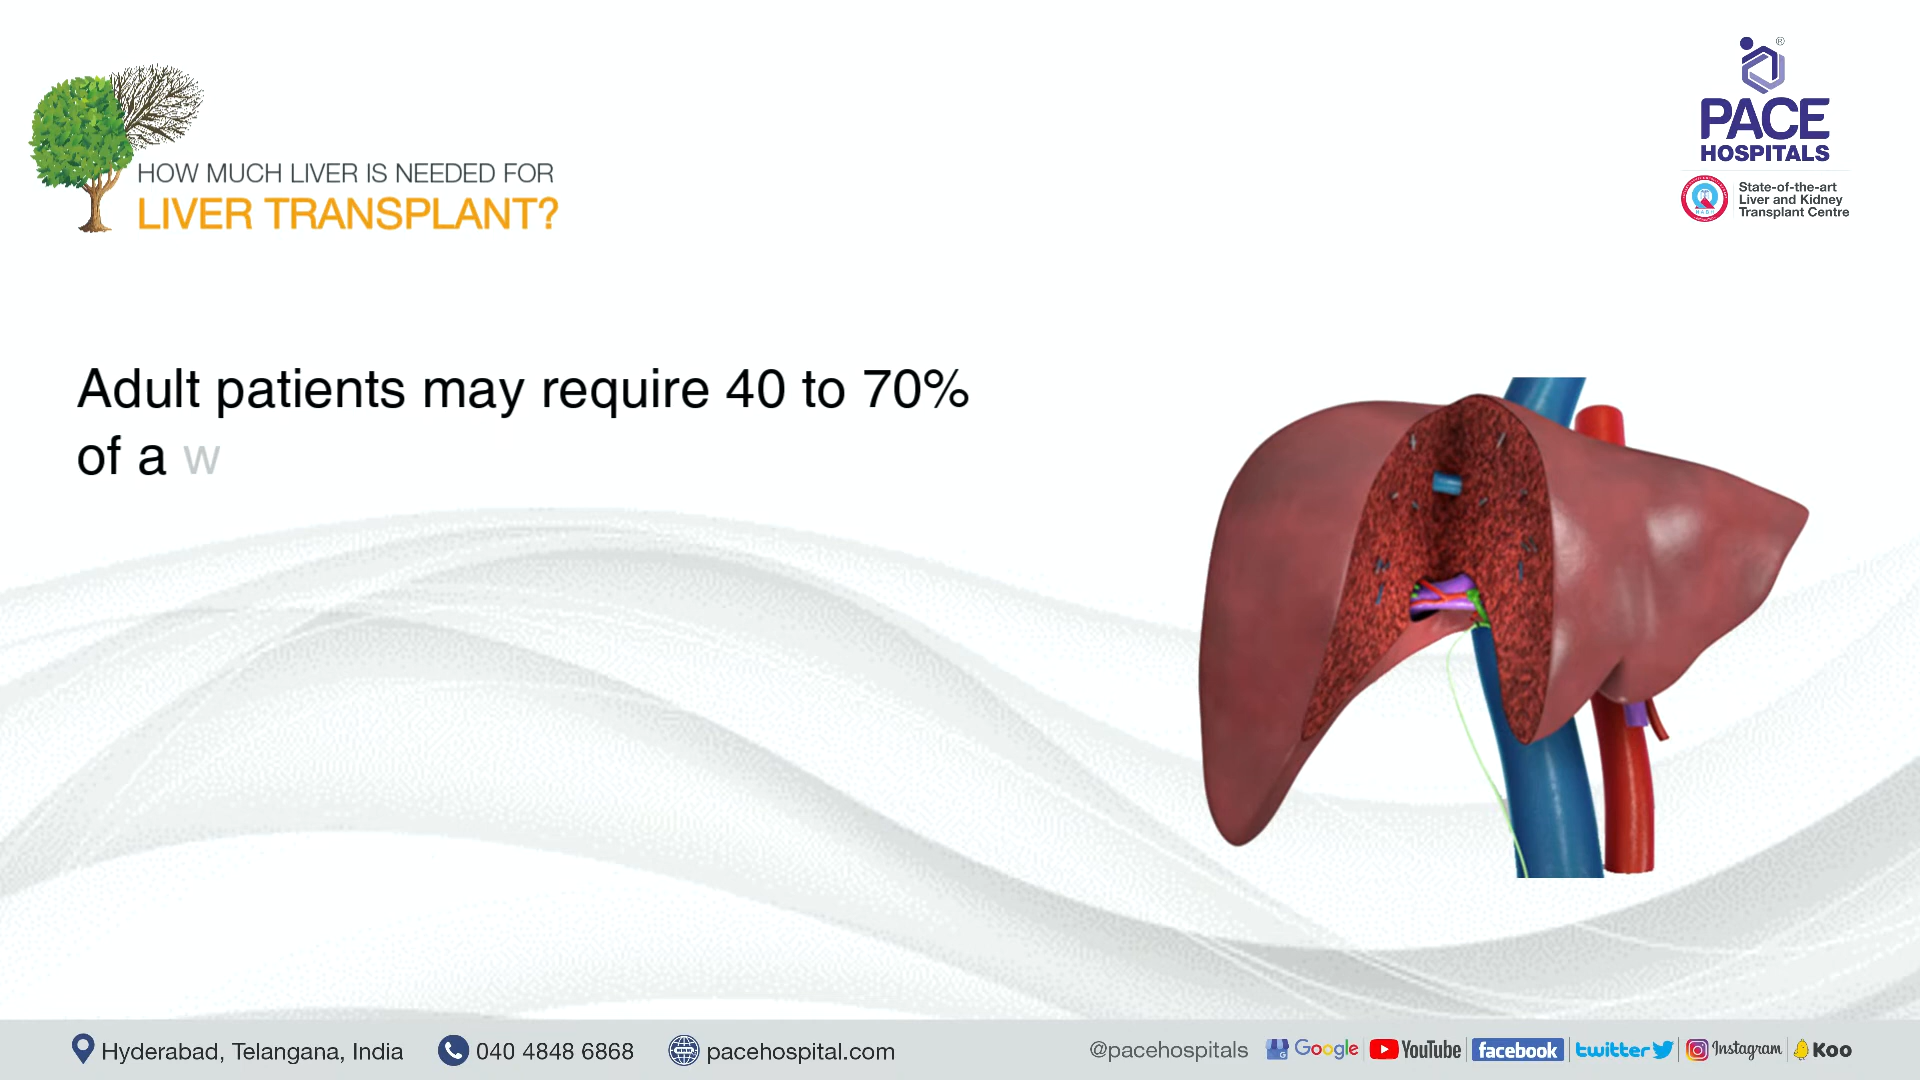 HOW MUCH LIVER IS NEEDED FOR
LIVER TRANSPLANT?
®
PACE
HOSPITALS
State-of-the-art
Liver and Kidney
Transplant Centre
Adult patients may require 40 to 70%
of a w
Hyderabad, Telangana, India
040 4848 6868
pacehospital.com
@pacehospitals
Google
YouTube
facebook
twitter
Instagram
Koo